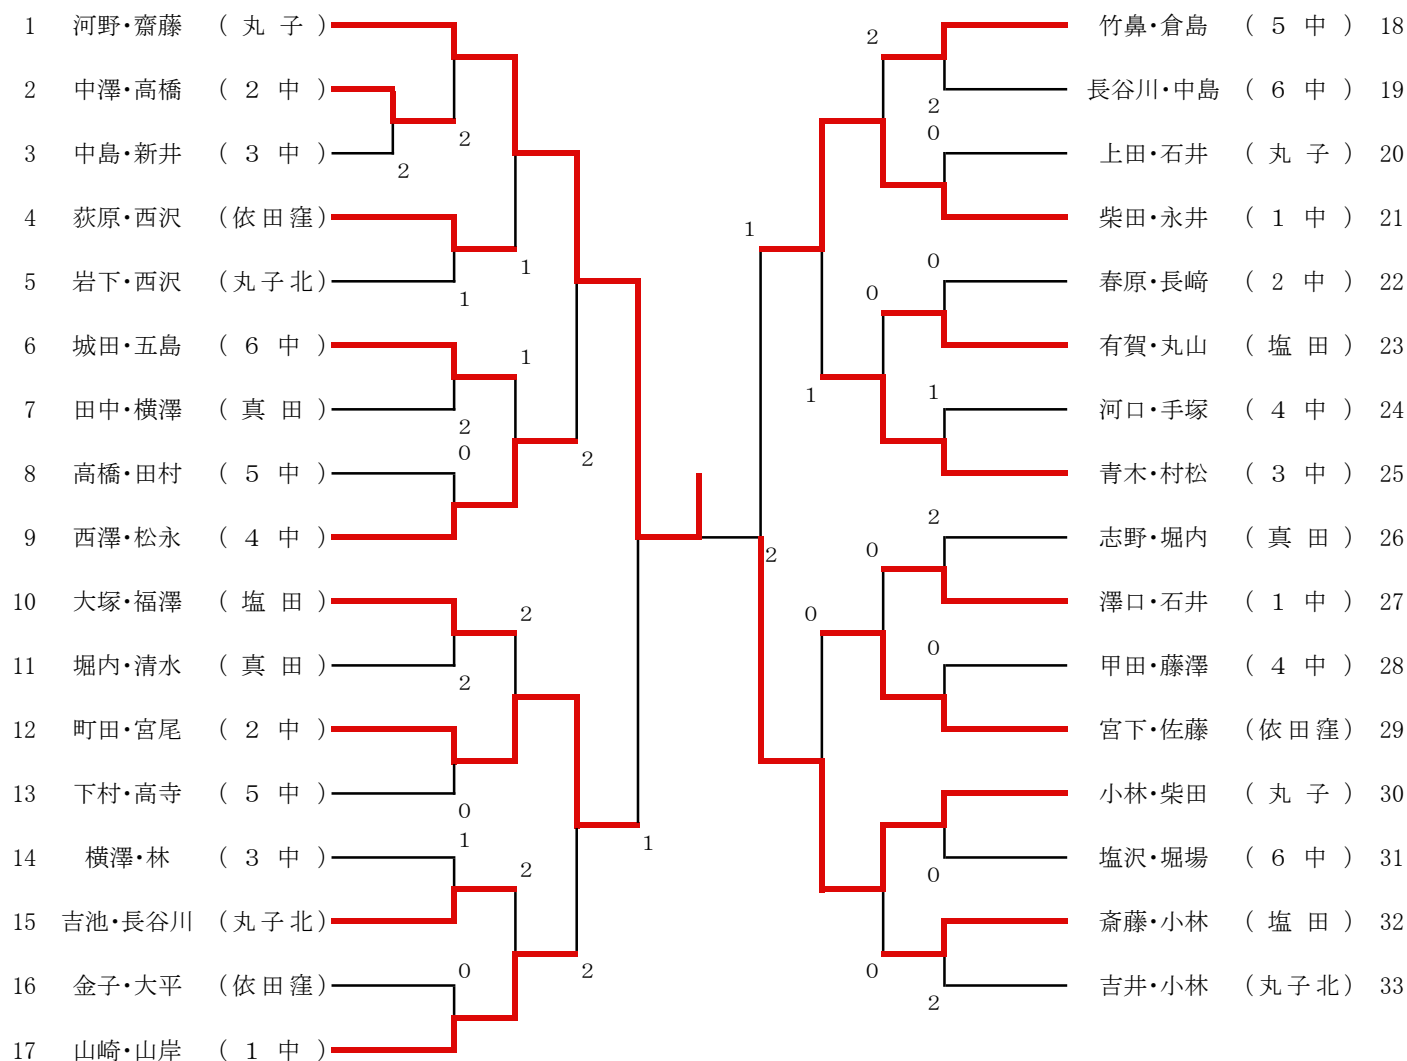 1 河野・齋藤 ( 丸 子 )
2 中澤・高橋 ( 2 中 )
3 中島・新井 ( 3 中 )
4 荻原・西沢 (依田窪)
5 岩下・西沢 (丸子北)
6 城田・五島 ( 6 中 )
7 田中・横澤 ( 真 田 )
8 高橋・田村 ( 5 中 )
9 西澤・松永 ( 4 中 )
10 大塚・福澤 ( 塩 田 )
11 堀内・清水 ( 真 田 )
12 町田・宮尾 ( 2 中 )
13 下村・高寺 ( 5 中 )
14 横澤・林 ( 3 中 )
15 吉池・長谷川 (丸子北)
16 金子・大平 (依田窪)
17 山崎・山岸 ( 1 中 )
2
2
1
1
1
2
0
2
2
2
0
1
2
0
2
1
2
1
2
2
0
0
0
1
1
2
0
0
0
0
0
2
竹鼻・倉島 ( 5 中 ) 18
長谷川・中島 ( 6 中 ) 19
上田・石井 ( 丸 子 ) 20
柴田・永井 ( 1 中 ) 21
春原・長﨑 ( 2 中 ) 22
有賀・丸山 ( 塩 田 ) 23
河口・手塚 ( 4 中 ) 24
青木・村松 ( 3 中 ) 25
志野・堀内 ( 真 田 ) 26
澤口・石井 ( 1 中 ) 27
甲田・藤澤 ( 4 中 ) 28
宮下・佐藤 (依田窪) 29
小林・柴田 ( 丸 子 ) 30
塩沢・堀場 ( 6 中 ) 31
斎藤・小林 ( 塩 田 ) 32
吉井・小林 (丸子北) 33